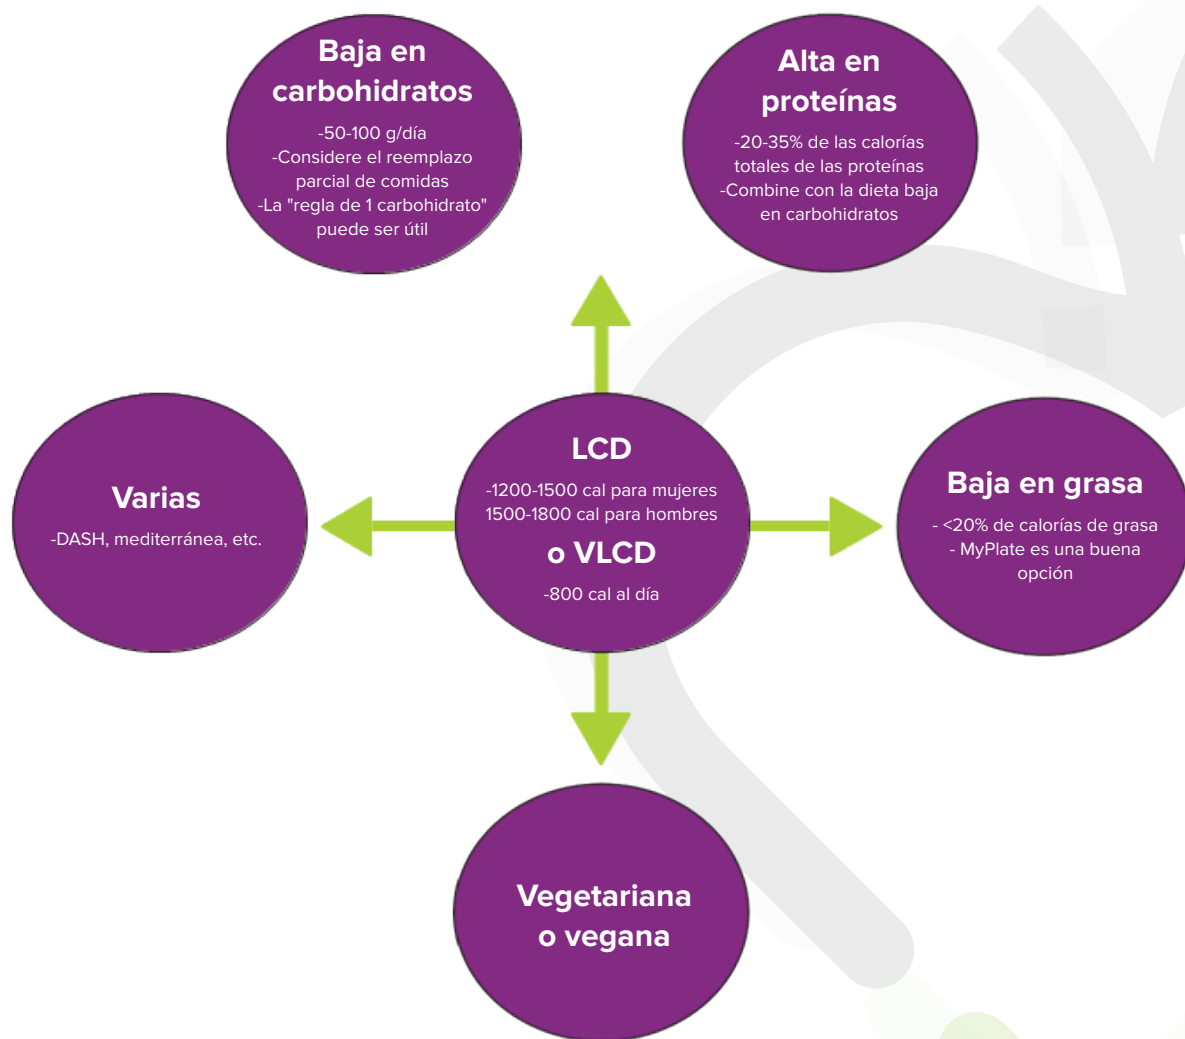 Baja en
carbohidratos
-50-100 g/día
-Considere el reemplazo
parcial de comidas
-La "regla de 1 carbohidrato"
puede ser útil
Alta en
proteínas
-20-35% de las calorías
totales de las proteínas
-Combine con la dieta baja
en carbohidratos
Varias
-DASH, mediterránea, etc.
LCD
-1200-1500 cal para mujeres
1500-1800 cal para hombres
o VLCD
-800 cal al día
Baja en grasa
- <20% de calorías de grasa
- MyPlate es una buena
opción
Vegetariana
o vegana